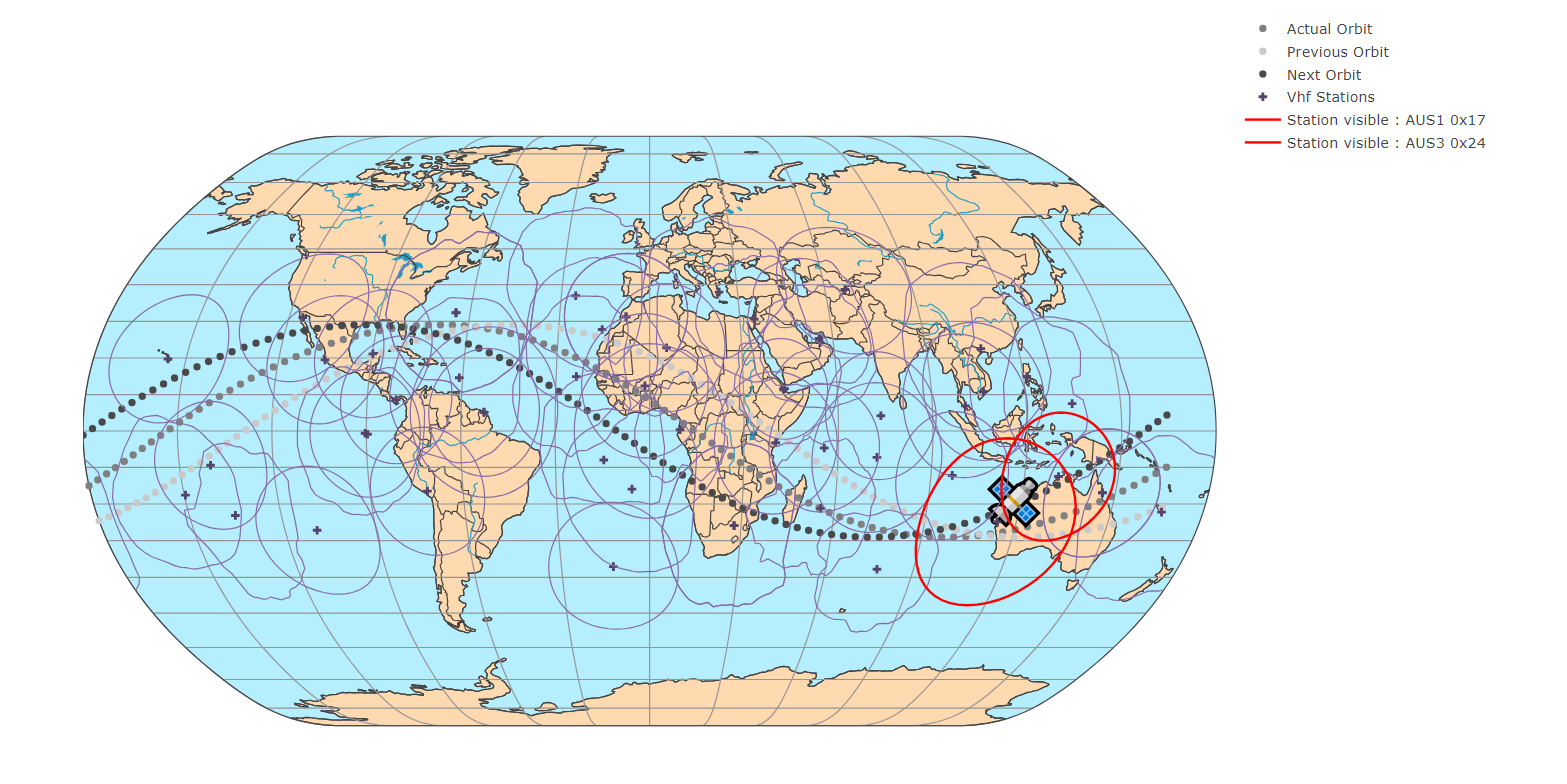 Actual Orbit
Previous Orbit
Next Orbit
Vhf Stations
Station visible : AUS1 0x17
Station visible : AUS3 0x24